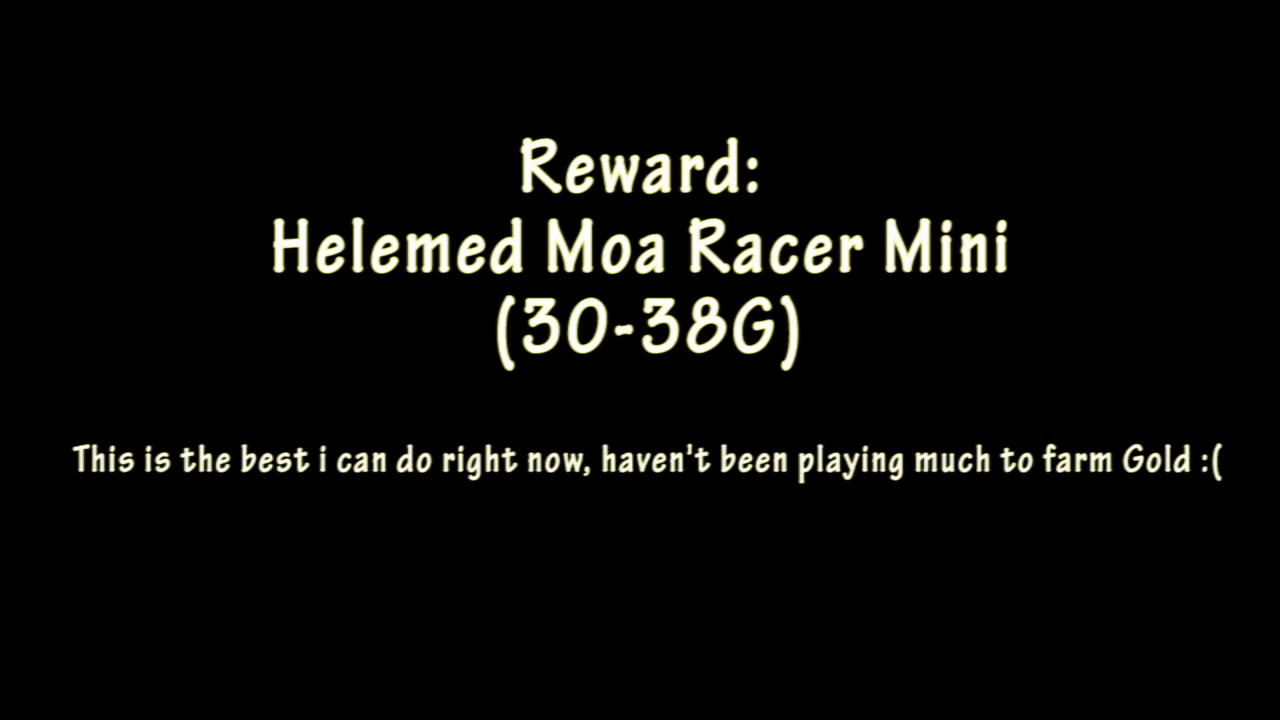 Reward:
Helemed Moa Racer Mini
(30-38G)
This is the best i can do right now, haven't been playing much to farm Gold :(